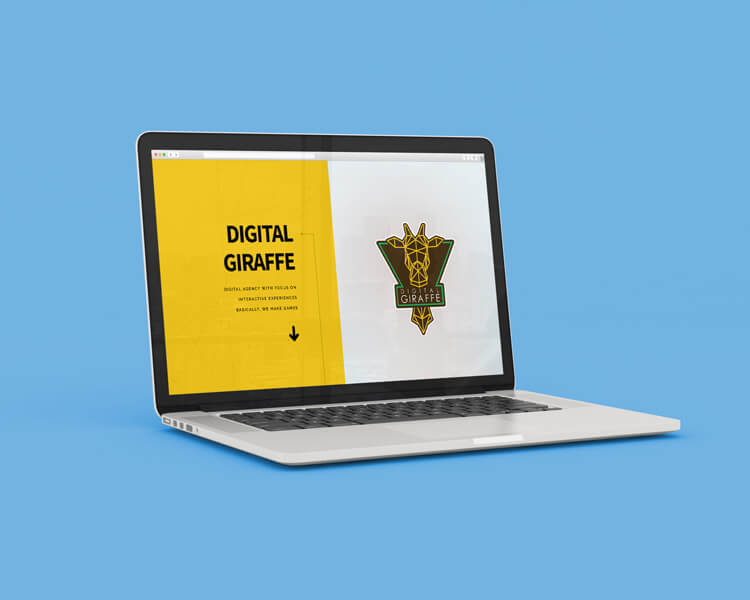 DIGITAL
GIRAFFE
DIGITAL AGENCY WITH FOCUS ON
INTERACTIVE EXPERIENCES
BASICALLY, WE MAKE GAMES
DIGITAL
GIRAFFE